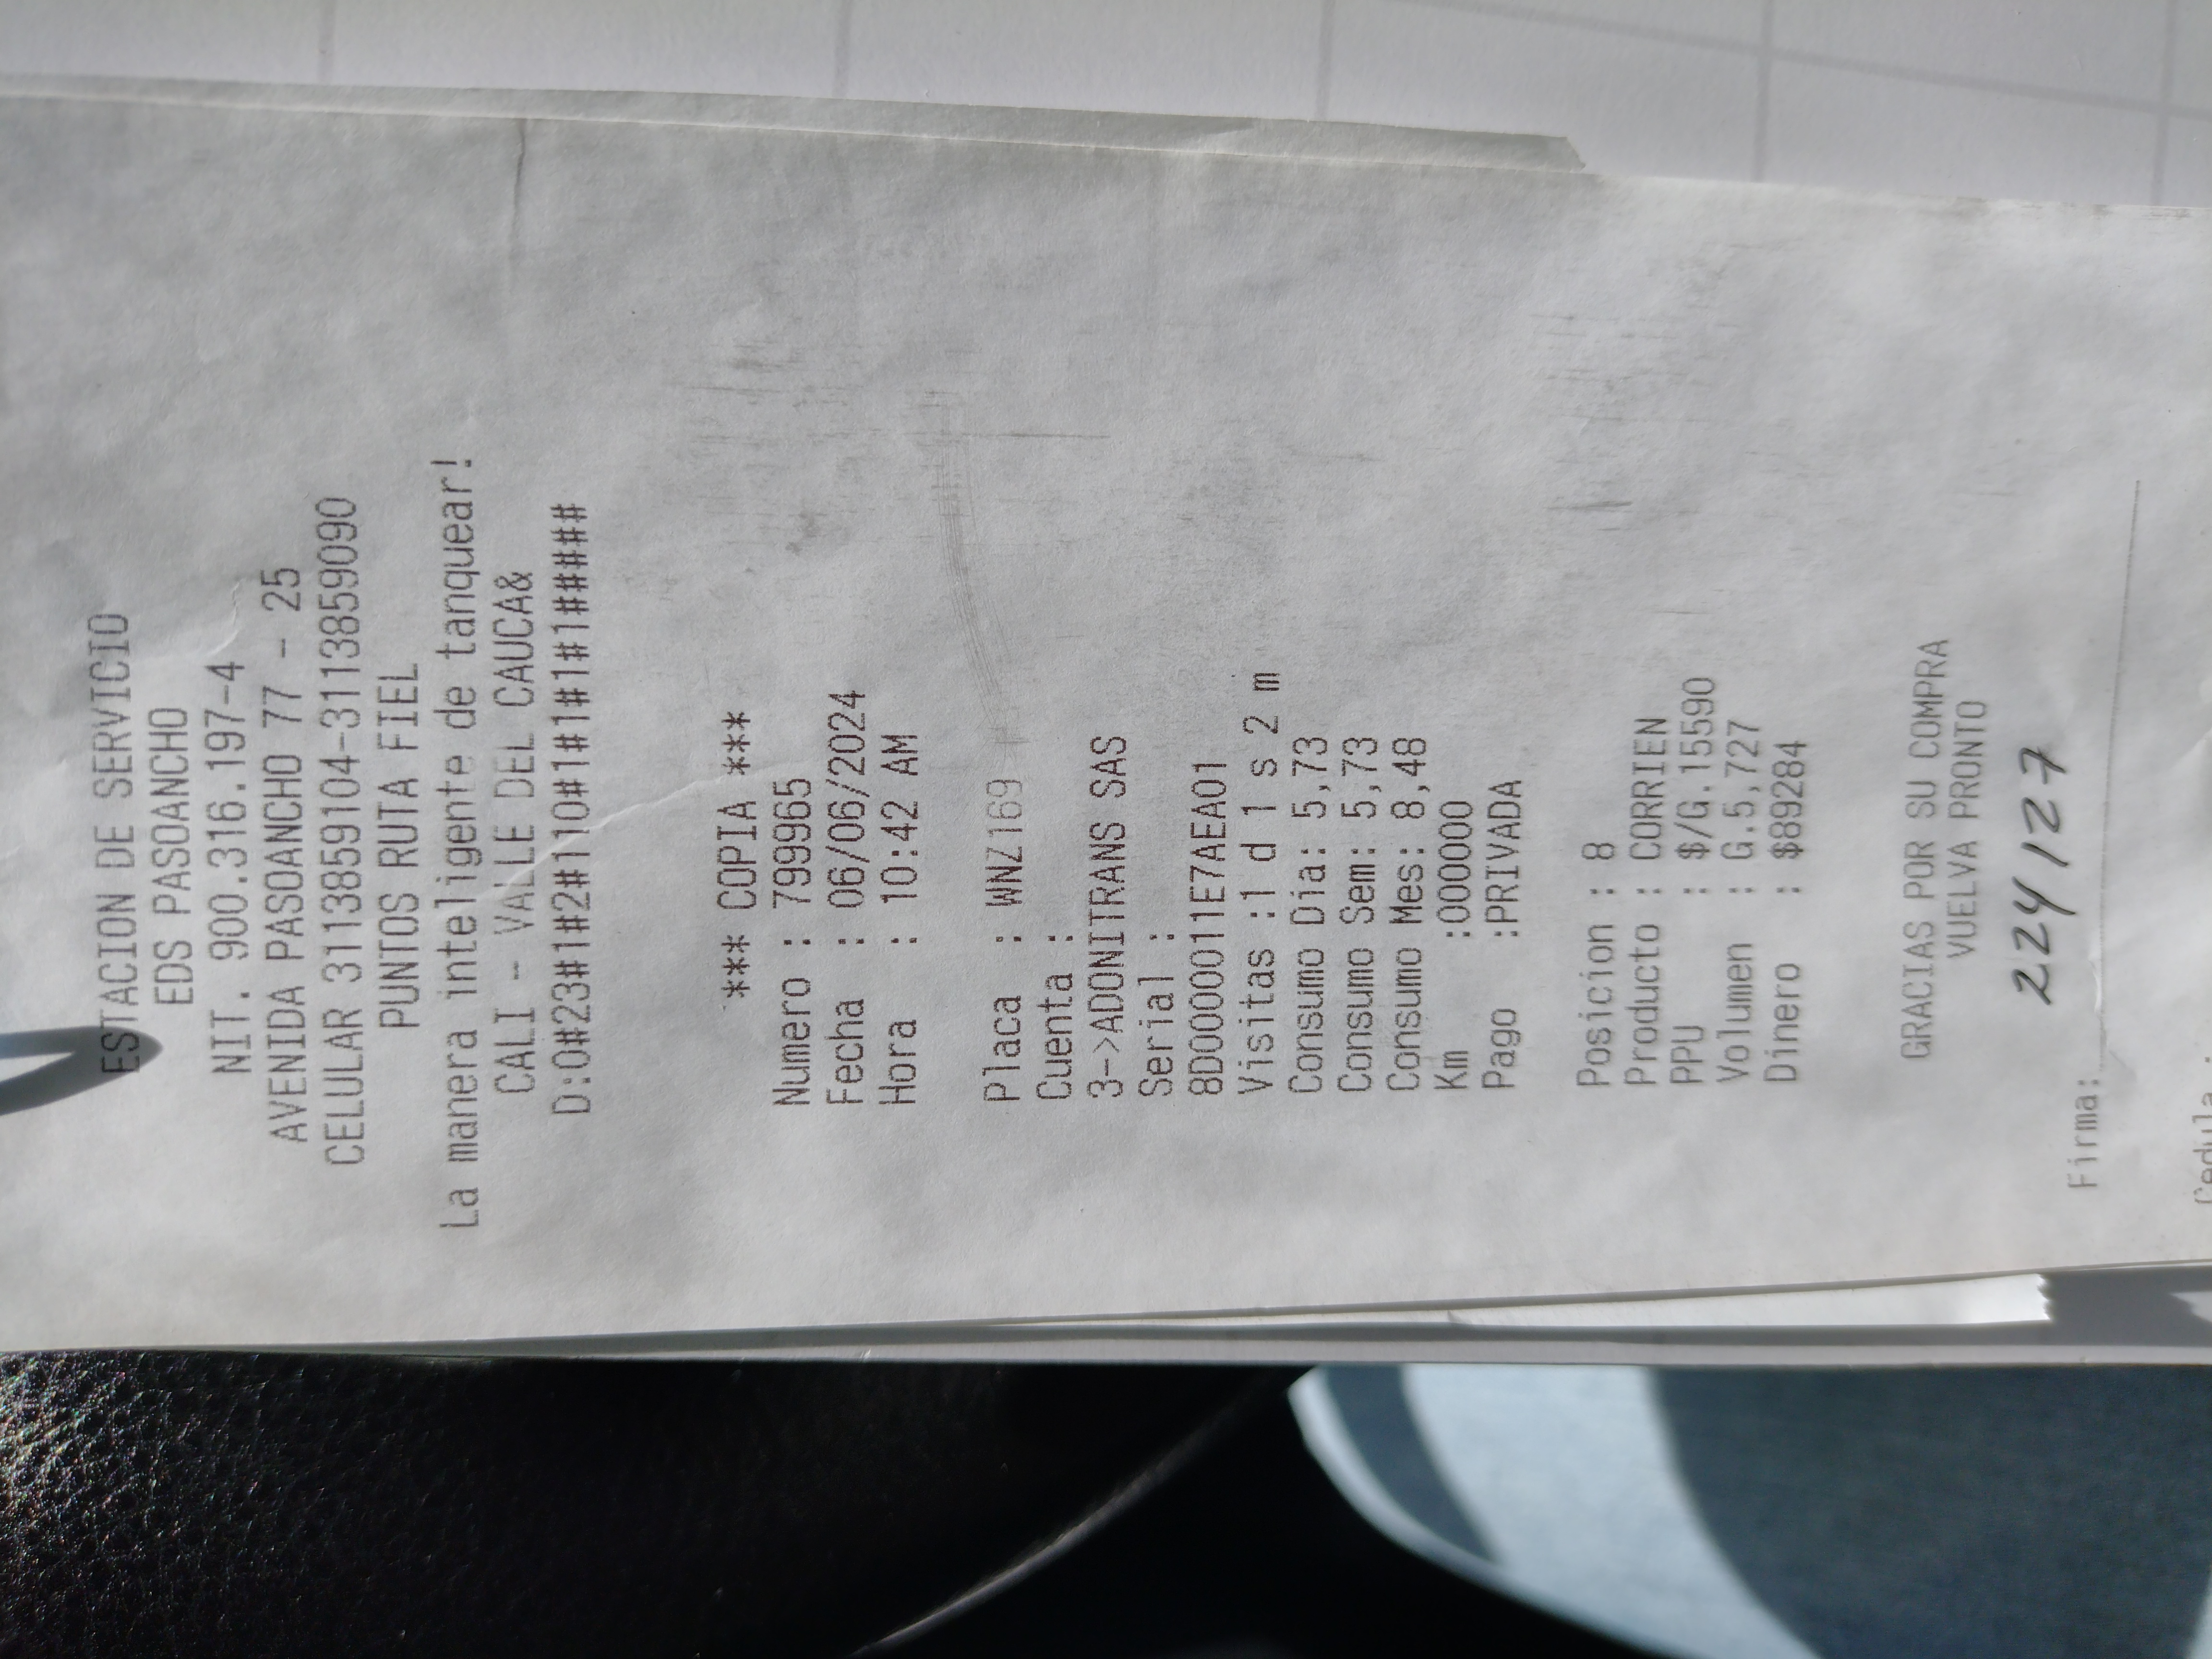 ESTACION DE SERVICIO
EDS PASOANCHO
NIT. 900.316.197-4
AVENIDA PASOANCHO 77 - 25
CELULAR 3113859104-3113859090
PUNTOS RUTA FIEL
La manera inteligente de tanquear!
CALI -- VALLE DEL CAUCA&
D:0#23#1#2#110#1#1#1#1#####
*** COPIA ***
Numero : 799965
Fecha : 06/06/2024
Hora : 10:42 AM
Placa : WNZ169
Cuenta :
3->ADONITRANS SAS
Serial :
8D000011E7AEA01
Visitas :1 d 1 s 2 m
Consumo Dia: 5,73
Consumo Sem: 5,73
Consumo Mes: 8,48
Km :000000
Pago :PRIVADA
Posicion : 8
Producto : CORRIEN
PPU : $/G.15590
Volumen : G.5,727
Dinero : $89284
GRACIAS POR SU COMPRA
VUELVA PRONTO
224127
Firma:
Cedula: